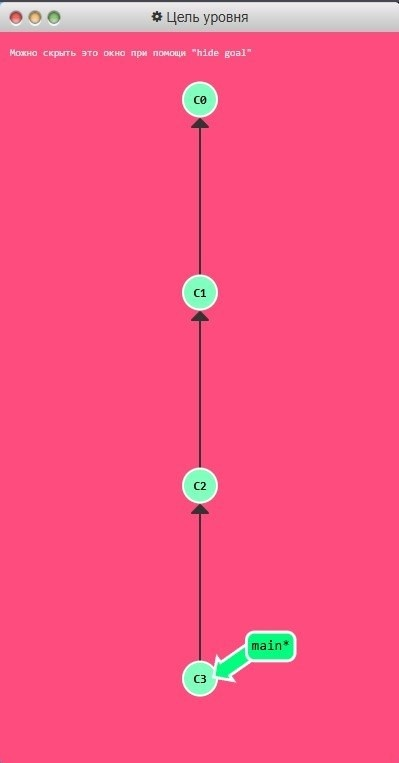 Цель уровня
Можно скрыть это окно при помощи "hide goal"
C0
C1
C2
main*
C3